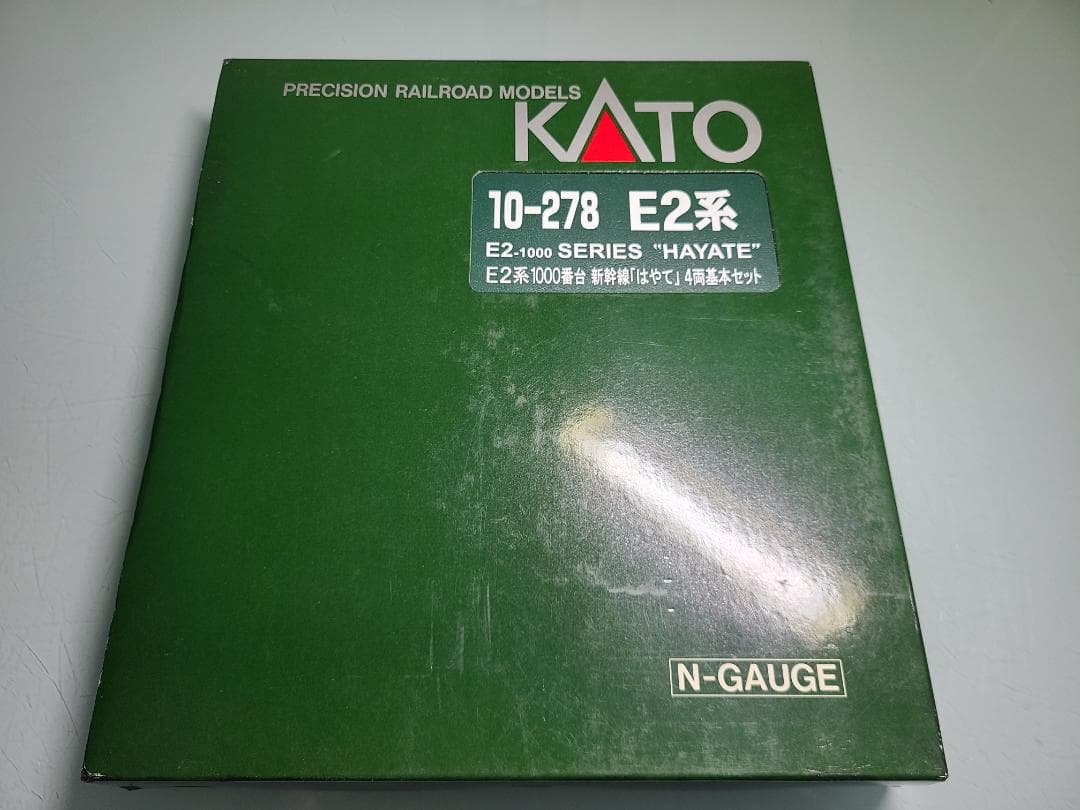 PRECISION RAILROAD MODELS
KATO
10-278 E2系
E2-1000 SERIES "HAYATE"
E2系1000番台 新幹線「はやて」 4両基本セット
N-GAUGE